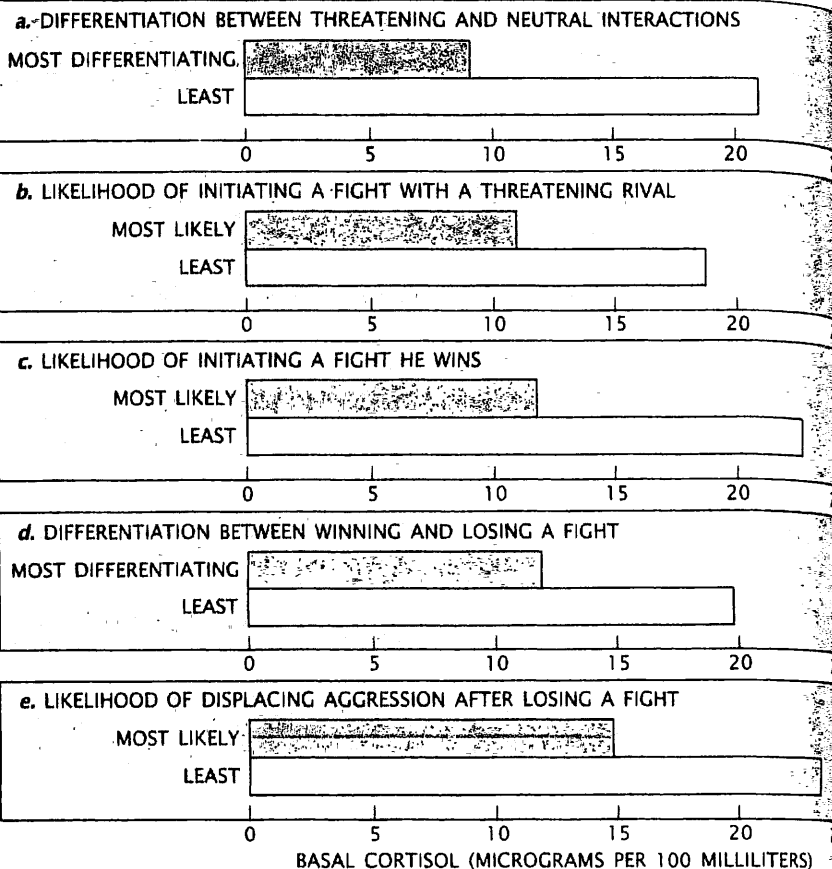 a. DIFFERENTIATION BETWEEN THREATENING AND NEUTRAL INTERACTIONS
MOST DIFFERENTIATING
LEAST
0 5 10 15 20
b. LIKELIHOOD OF INITIATING A FIGHT WITH A THREATENING RIVAL
MOST LIKELY
LEAST
0 5 10 15 20
c. LIKELIHOOD OF INITIATING A FIGHT HE WINS
MOST LIKELY
LEAST
0 5 10 15 20
d. DIFFERENTIATION BETWEEN WINNING AND LOSING A FIGHT
MOST DIFFERENTIATING
LEAST
0 5 10 15 20
e. LIKELIHOOD OF DISPLACING AGGRESSION AFTER LOSING A FIGHT
MOST LIKELY
LEAST
0 5 10 15 20
BASAL CORTISOL (MICROGRAMS PER 100 MILLILITERS)